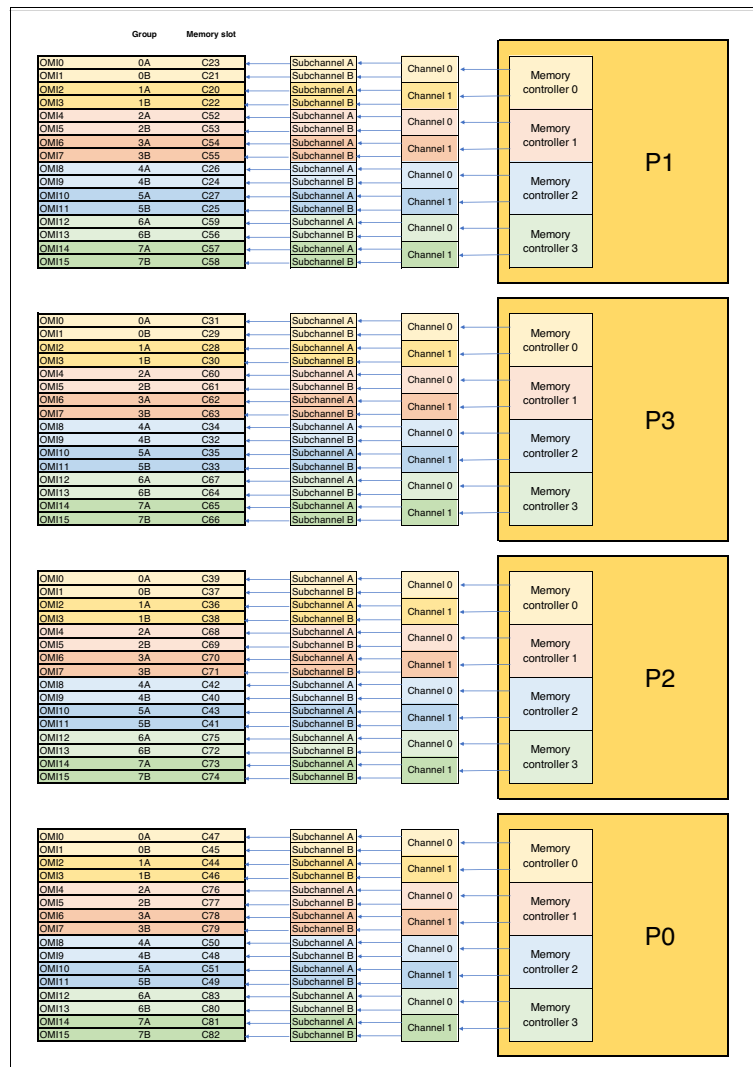 Group Memory slot
OMI0 0A C23 Subchannel A Channel 0 Memory controller 0 P1
OMI1 0B C21 Subchannel B
OMI2 1A C20 Subchannel A Channel 1
OMI3 1B C22 Subchannel B
OMI4 2A C52 Subchannel A Channel 0 Memory controller 1
OMI5 2B C53 Subchannel B
OMI6 3A C54 Subchannel A Channel 1
OMI7 3B C55 Subchannel B
OMI8 4A C26 Subchannel A Channel 0 Memory controller 2
OMI9 4B C24 Subchannel B
OMI10 5A C27 Subchannel A Channel 1
OMI11 5B C25 Subchannel B
OMI12 6A C59 Subchannel A Channel 0 Memory controller 3
OMI13 6B C56 Subchannel B
OMI14 7A C57 Subchannel A Channel 1
OMI15 7B C58 Subchannel B
OMI0 0A C31 Subchannel A Channel 0 Memory controller 0 P3
OMI1 0B C29 Subchannel B
OMI2 1A C28 Subchannel A Channel 1
OMI3 1B C30 Subchannel B
OMI4 2A C60 Subchannel A Channel 0 Memory controller 1
OMI5 2B C61 Subchannel B
OMI6 3A C62 Subchannel A Channel 1
OMI7 3B C63 Subchannel B
OMI8 4A C34 Subchannel A Channel 0 Memory controller 2
OMI9 4B C32 Subchannel B
OMI10 5A C35 Subchannel A Channel 1
OMI11 5B C33 Subchannel B
OMI12 6A C67 Subchannel A Channel 0 Memory controller 3
OMI13 6B C64 Subchannel B
OMI14 7A C65 Subchannel A Channel 1
OMI15 7B C66 Subchannel B
OMI0 0A C39 Subchannel A Channel 0 Memory controller 0 P2
OMI1 0B C37 Subchannel B
OMI2 1A C36 Subchannel A Channel 1
OMI3 1B C38 Subchannel B
OMI4 2A C68 Subchannel A Channel 0 Memory controller 1
OMI5 2B C69 Subchannel B
OMI6 3A C70 Subchannel A Channel 1
OMI7 3B C71 Subchannel B
OMI8 4A C42 Subchannel A Channel 0 Memory controller 2
OMI9 4B C40 Subchannel B
OMI10 5A C43 Subchannel A Channel 1
OMI11 5B C41 Subchannel B
OMI12 6A C75 Subchannel A Channel 0 Memory controller 3
OMI13 6B C72 Subchannel B
OMI14 7A C73 Subchannel A Channel 1
OMI15 7B C74 Subchannel B
OMI0 0A C47 Subchannel A Channel 0 Memory controller 0 P0
OMI1 0B C45 Subchannel B
OMI2 1A C44 Subchannel A Channel 1
OMI3 1B C46 Subchannel B
OMI4 2A C76 Subchannel A Channel 0 Memory controller 1
OMI5 2B C77 Subchannel B
OMI6 3A C78 Subchannel A Channel 1
OMI7 3B C79 Subchannel B
OMI8 4A C50 Subchannel A Channel 0 Memory controller 2
OMI9 4B C48 Subchannel B
OMI10 5A C51 Subchannel A Channel 1
OMI11 5B C49 Subchannel B
OMI12 6A C83 Subchannel A Channel 0 Memory controller 3
OMI13 6B C80 Subchannel B
OMI14 7A C81 Subchannel A Channel 1
OMI15 7B C82 Subchannel B